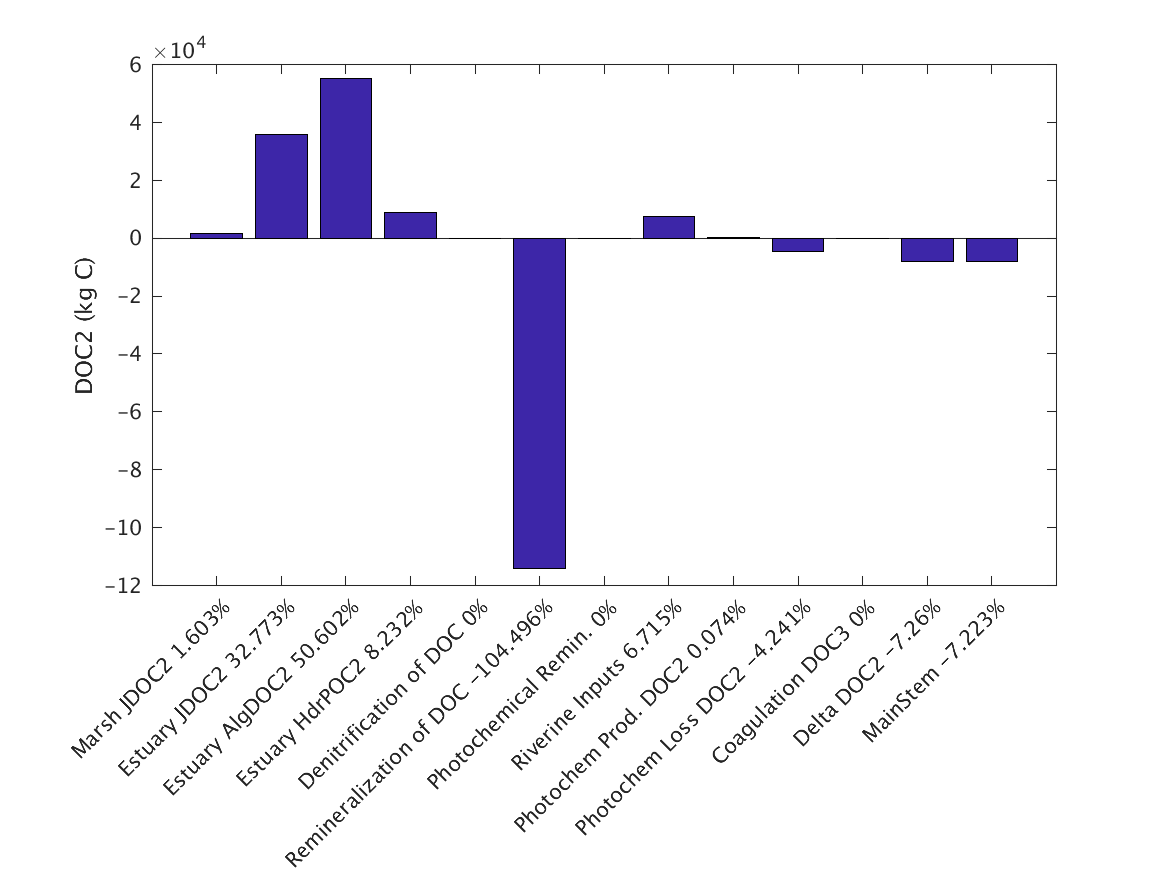 ×10⁴
6
4
2
0
−2
−4
−6
−8
−10
−12
DOC2 (kg C)
Marsh JDOC2 1.603%
Estuary JDOC2 32.773%
Estuary AlgDOC2 50.602%
Estuary HdrPOC2 8.232%
Denitrification of DOC 0%
Remineralization of DOC −104.496%
Photochemical Remin. 0%
Riverine Inputs 6.715%
Photochem Prod. DOC2 0.074%
Photochem Loss DOC2 −4.241%
Coagulation DOC3 0%
Delta DOC2 −7.26%
MainStem −7.223%